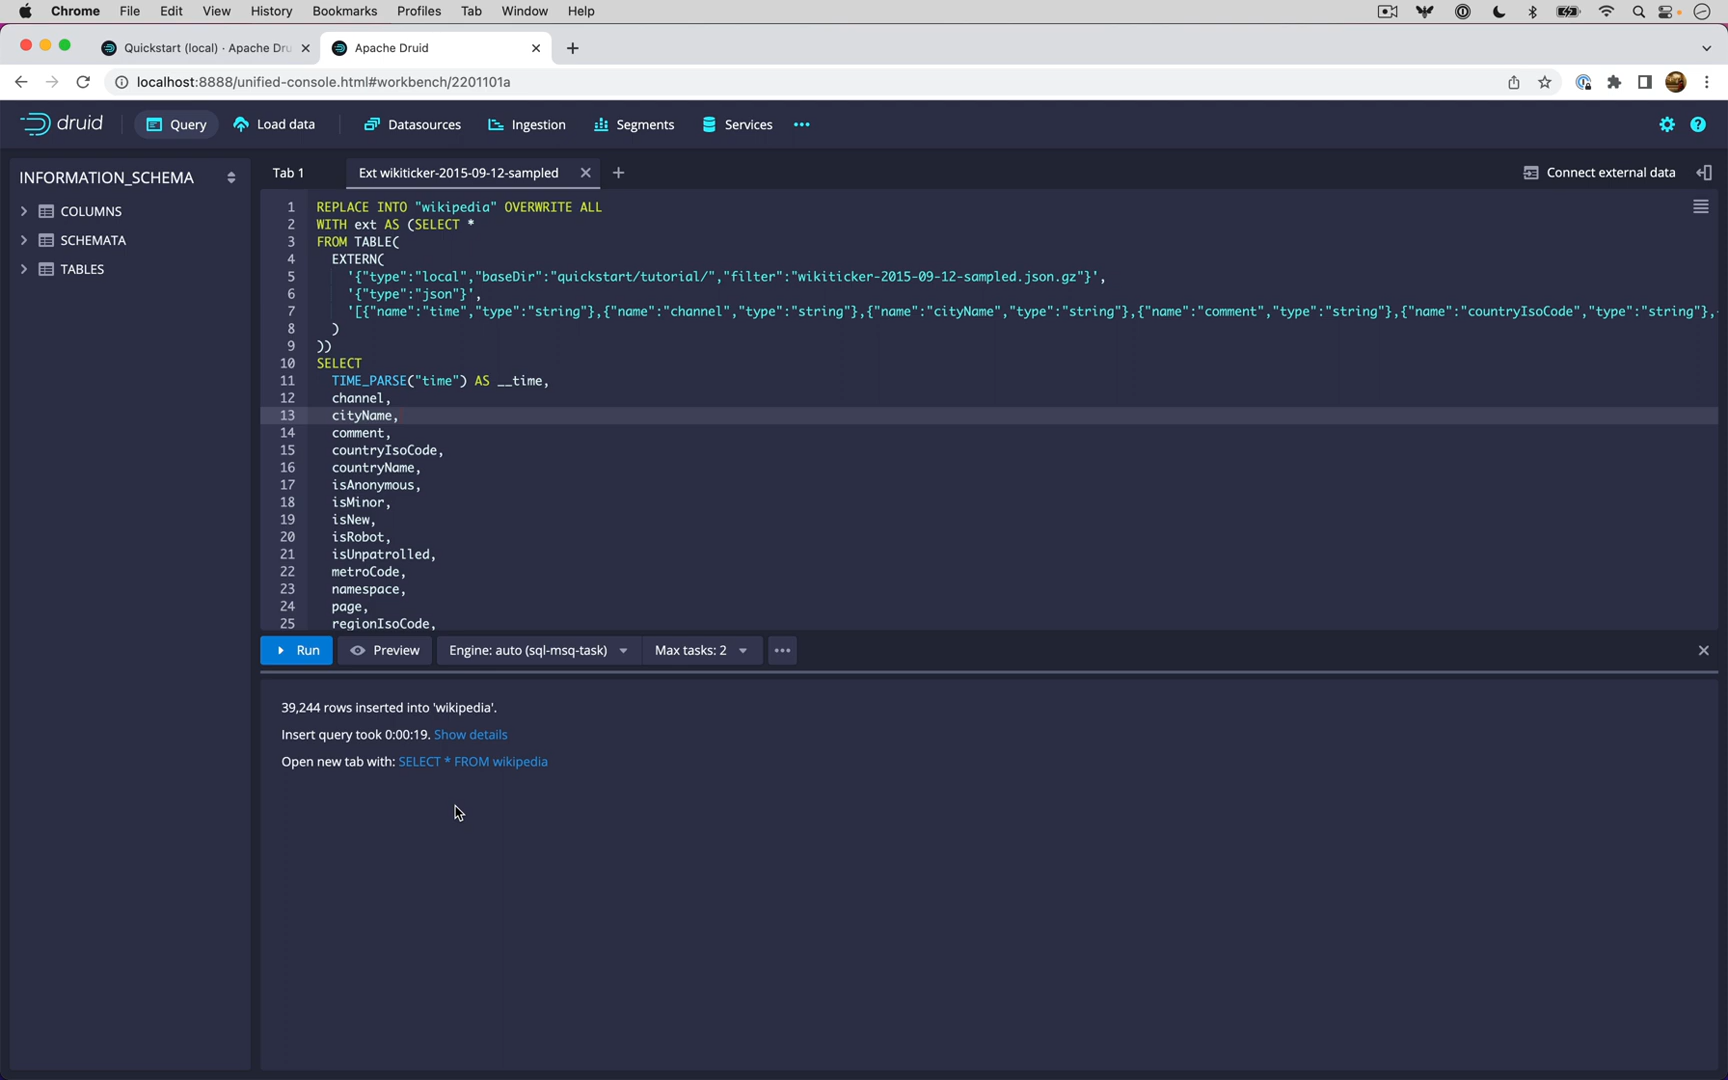 Chrome File Edit View History Bookmarks Profiles Tab Window Help
Quickstart (local) · Apache Dru
Apache Druid
localhost:8888/unified-console.html#workbench/2201101a
druid Query Load data Datasources Ingestion Segments Services
INFORMATION_SCHEMA
COLUMNS
SCHEMATA
TABLES
Tab 1 Ext wikiticker-2015-09-12-sampled Connect external data
1 REPLACE INTO "wikipedia" OVERWRITE ALL
2 WITH ext AS (SELECT *
3 FROM TABLE(
4 EXTERN(
5 '{"type":"local","baseDir":"quickstart/tutorial/","filter":"wikiticker-2015-09-12-sampled.json.gz"}',
6 '{"type":"json"}',
7 '[{"name":"time","type":"string"},{"name":"channel","type":"string"},{"name":"cityName","type":"string"},{"name":"comment","type":"string"},{"name":"countryIsoCode","type":"string"},
8 )
9 ))
10 SELECT
11 TIME_PARSE("time") AS __time,
12 channel,
13 cityName,
14 comment,
15 countryIsoCode,
16 countryName,
17 isAnonymous,
18 isMinor,
19 isNew,
20 isRobot,
21 isUnpatrolled,
22 metroCode,
23 namespace,
24 page,
25 regionIsoCode,
Run Preview Engine: auto (sql-msq-task) Max tasks: 2
39,244 rows inserted into 'wikipedia'.
Insert query took 0:00:19. Show details
Open new tab with: SELECT * FROM wikipedia